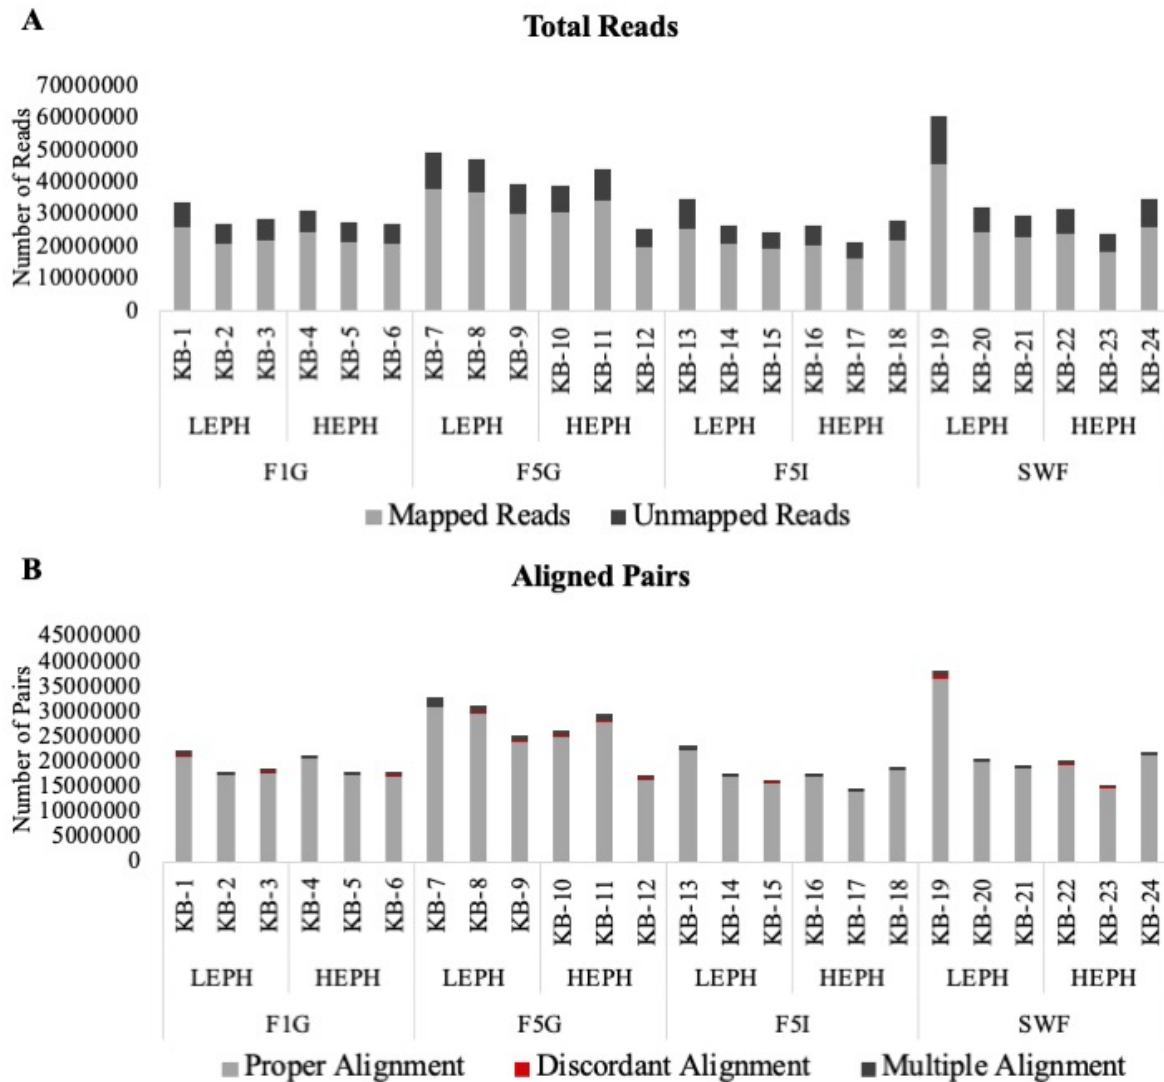 A
Total Reads
Number of Reads
70000000
60000000
50000000
40000000
30000000
20000000
10000000
0
KB-1 KB-2 KB-3 KB-4 KB-5 KB-6 KB-7 KB-8 KB-9 KB-10 KB-11 KB-12 KB-13 KB-14 KB-15 KB-16 KB-17 KB-18 KB-19 KB-20 KB-21 KB-22 KB-23 KB-24
LEPH HEPH LEPH HEPH LEPH HEPH LEPH HEPH
F1G F5G F5I SWF
Mapped Reads Unmapped Reads
B
Aligned Pairs
Number of Pairs
45000000
40000000
35000000
30000000
25000000
20000000
15000000
10000000
5000000
0
KB-1 KB-2 KB-3 KB-4 KB-5 KB-6 KB-7 KB-8 KB-9 KB-10 KB-11 KB-12 KB-13 KB-14 KB-15 KB-16 KB-17 KB-18 KB-19 KB-20 KB-21 KB-22 KB-23 KB-24
LEPH HEPH LEPH HEPH LEPH HEPH LEPH HEPH
F1G F5G F5I SWF
Proper Alignment Discordant Alignment Multiple Alignment